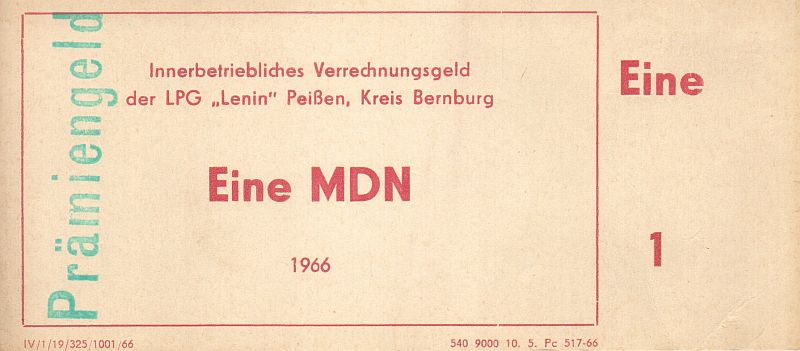 Prämiengeld
Innerbetriebliches Verrechnungsgeld
der LPG „Lenin" Peißen, Kreis Bernburg
Eine MDN
1966
Eine
1
IV/1/19/325/1001/66
540 9000 10. 5. Pc 517-66